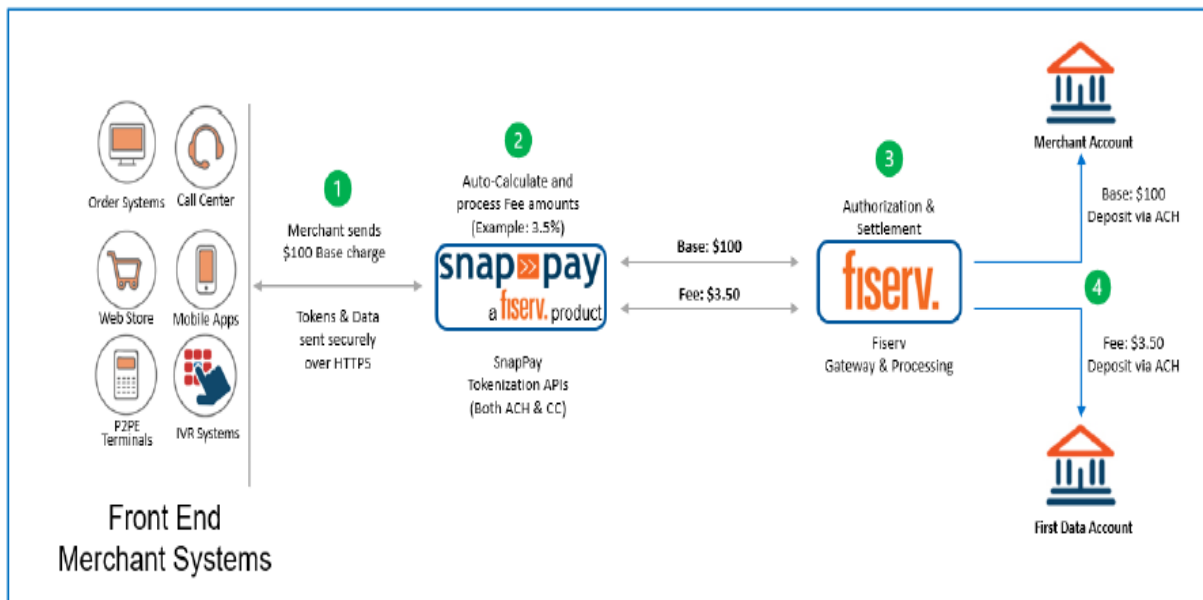 Order Systems
Call Center
Web Store
Mobile Apps
P2PE
Terminals
IVR Systems
Front End
Merchant Systems
1
Merchant sends
$100 Base charge
Tokens & Data
sent securely
over HTTPS
2
Auto-Calculate and
process Fee amounts
(Example: 3.5%)
snap pay
a fiserv. product
SnapPay
Tokenization APIs
(Both ACH & CC)
Base: $100
Fee: $3.50
3
Authorization &
Settlement
fiserv.
Fiserv
Gateway & Processing
Merchant Account
Base: $100
Deposit via ACH
4
Fee: $3.50
Deposit via ACH
First Data Account